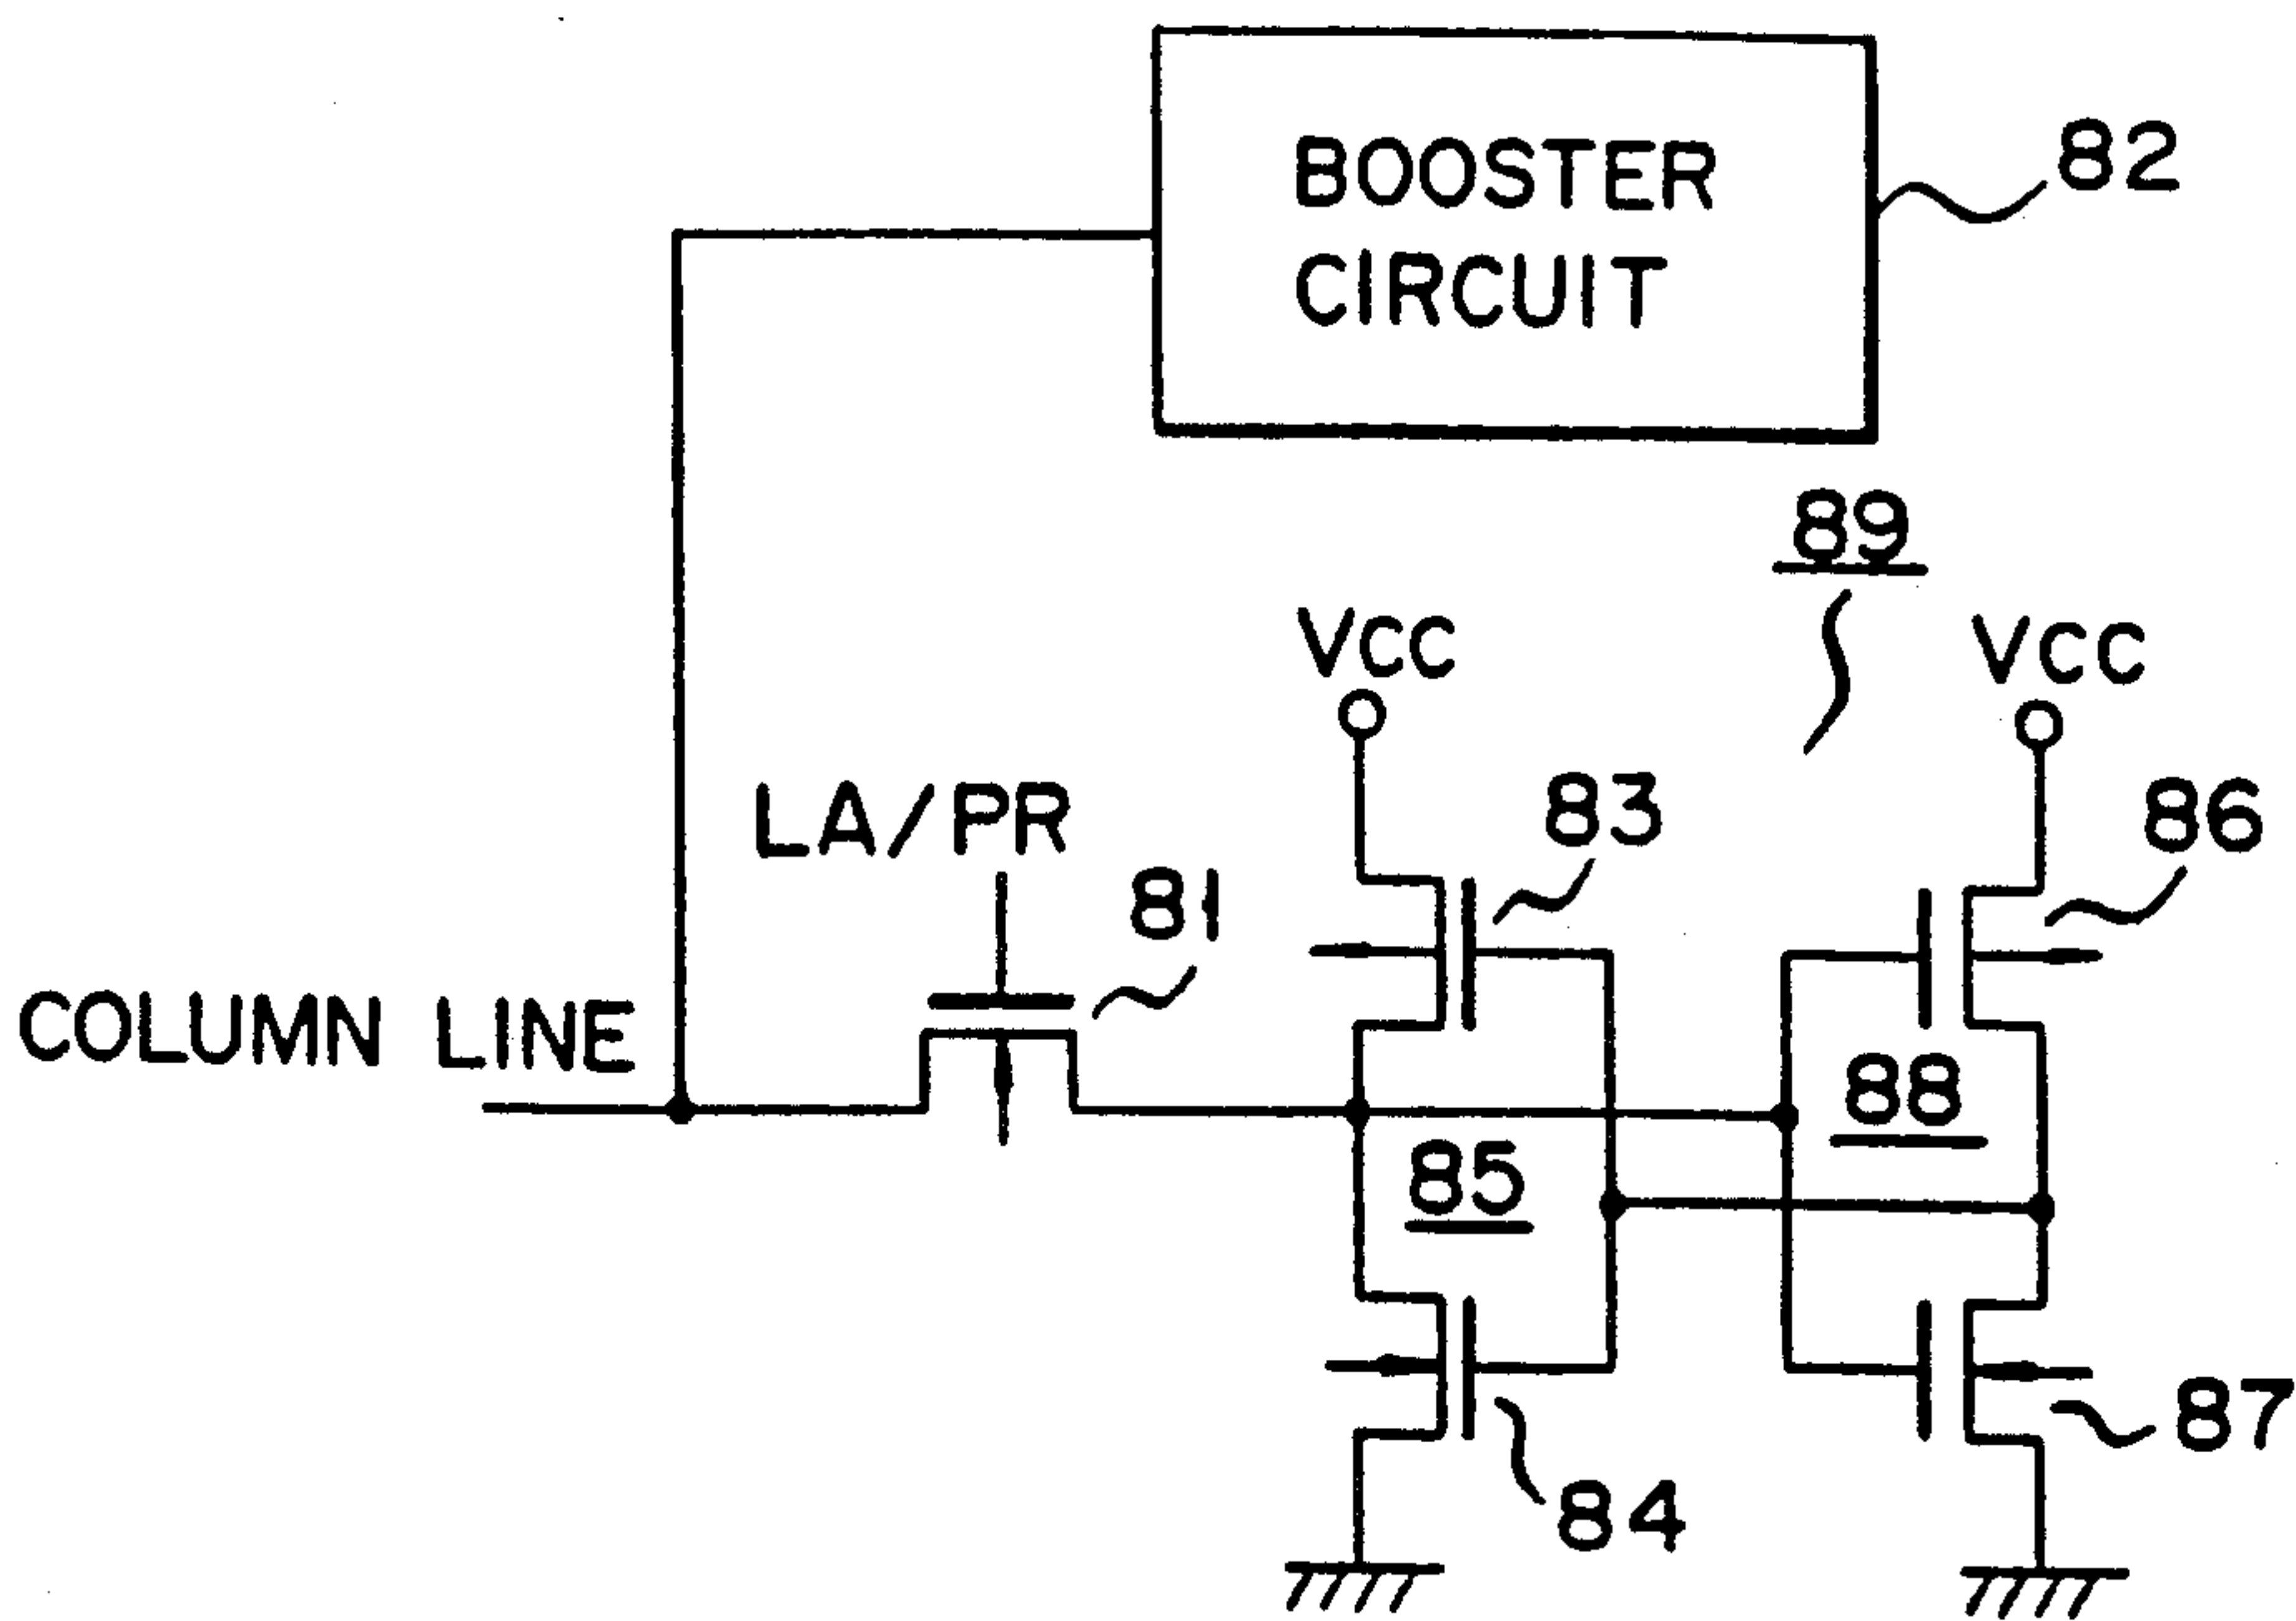 BOOSTER
CIRCUIT
82
89
VCC
VCC
LA/PR
81
83
86
COLUMN LINE
88
85
87
84